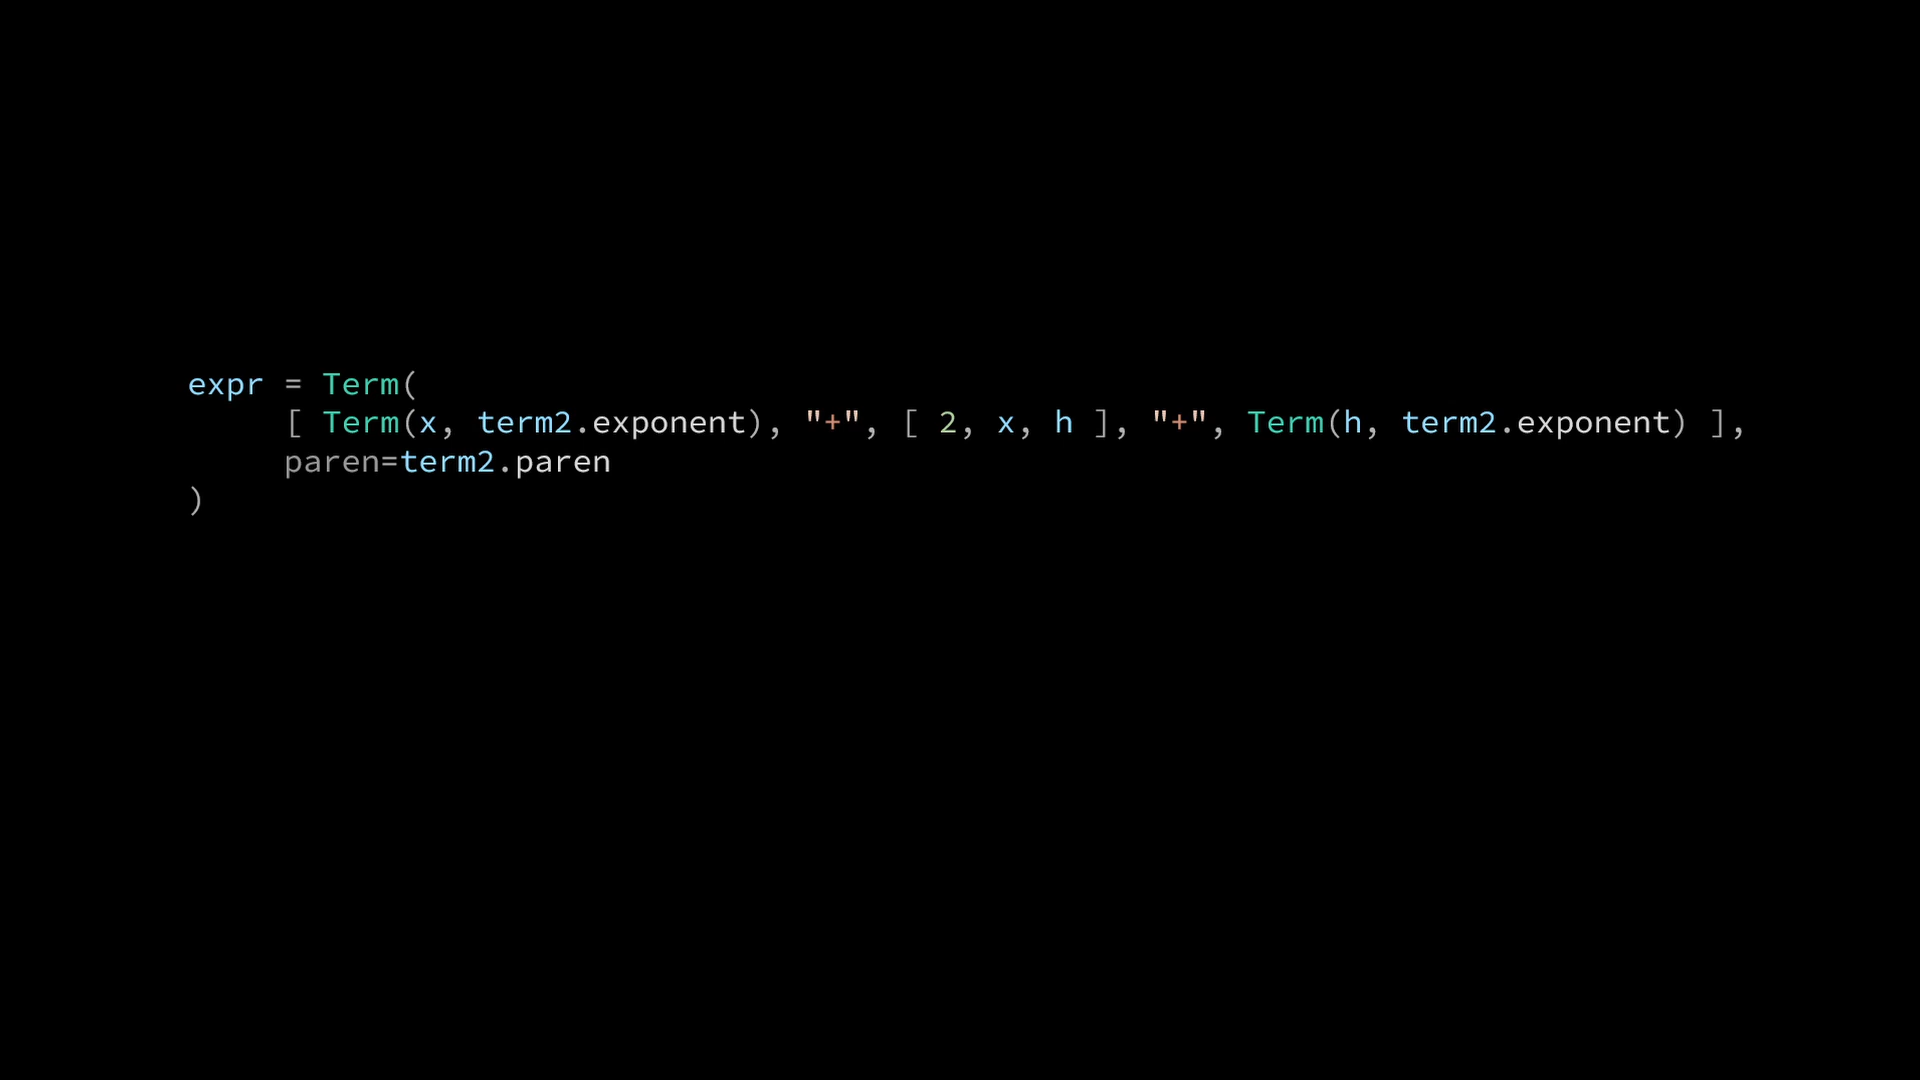 expr = Term(
[ Term(x, term2.exponent), "+", [ 2, x, h ], "+", Term(h, term2.exponent) ],
paren=term2.paren
)